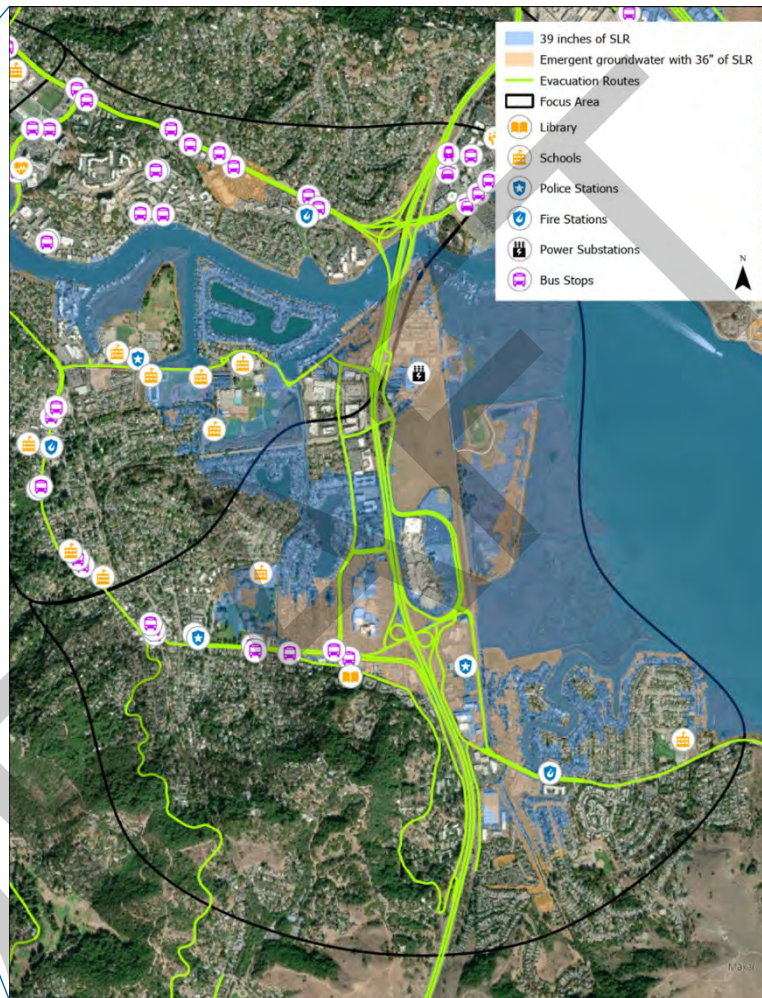 39 inches of SLR
Emergent groundwater with 36" of SLR
Evacuation Routes
Focus Area
Library
Schools
Police Stations
Fire Stations
Power Substations
Bus Stops
N
Maxar